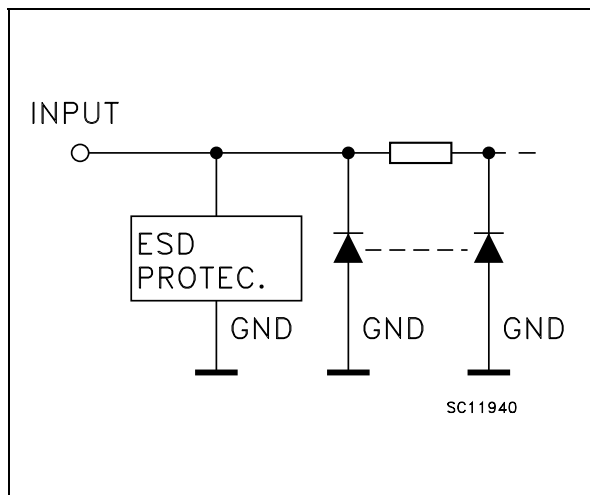 INPUT
ESD
PROTEC.
GND
GND
GND
SC11940